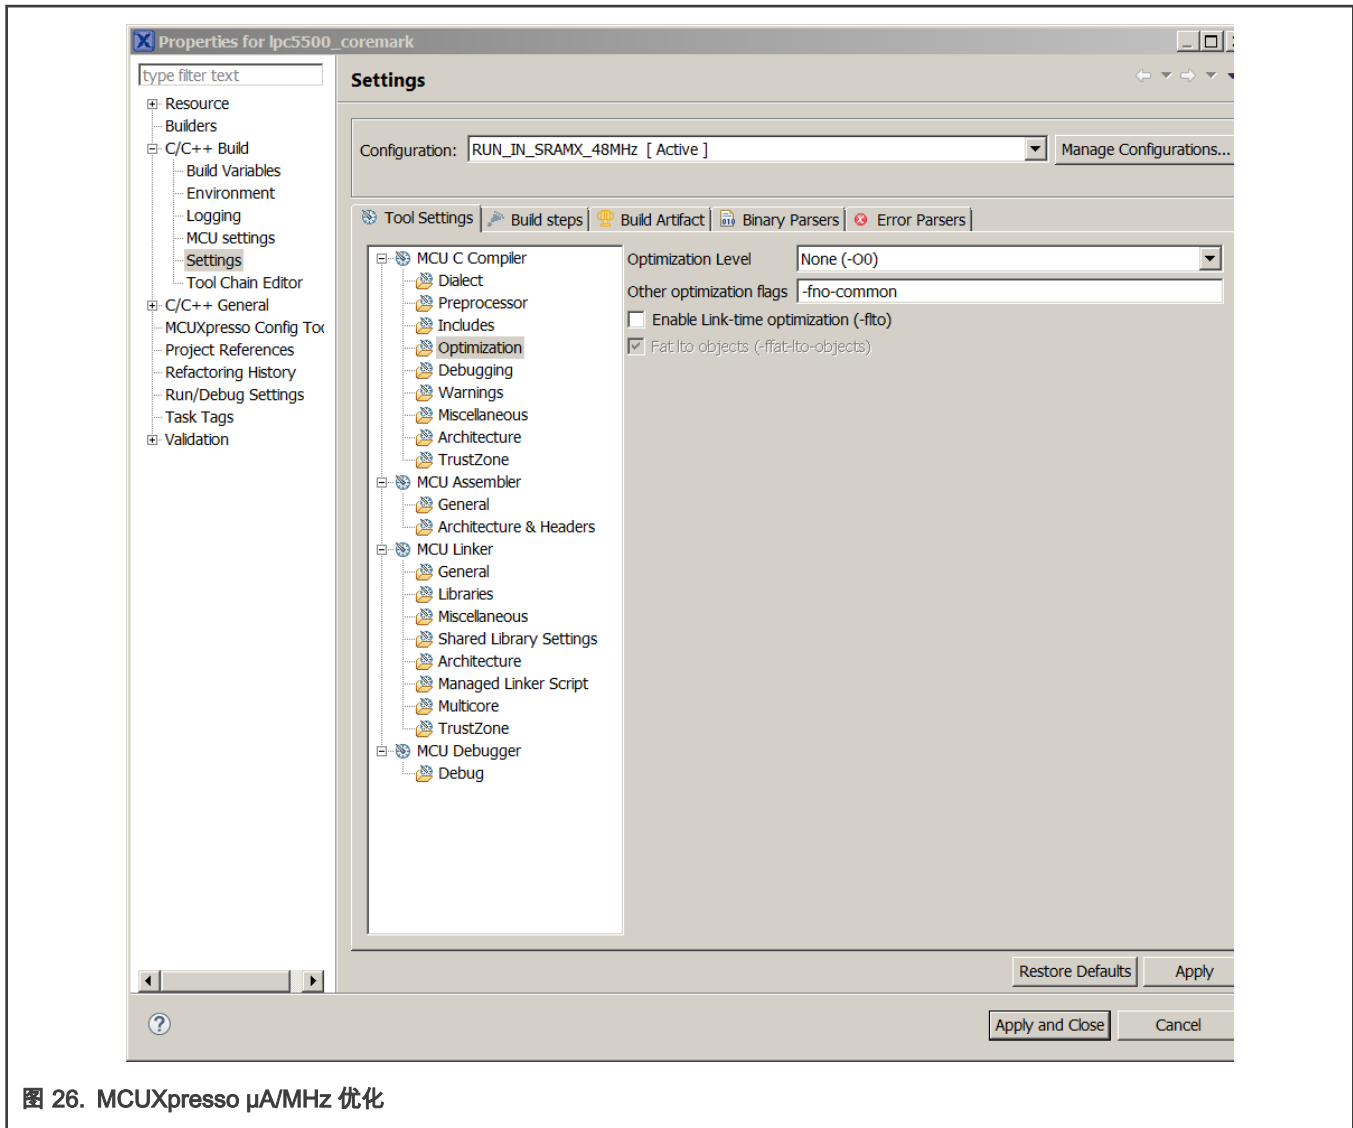 Properties for lpc5500_coremark
type filter text
Resource
Builders
C/C++ Build
Build Variables
Environment
Logging
MCU settings
Settings
Tool Chain Editor
C/C++ General
MCUXpresso Config Too
Project References
Refactoring History
Run/Debug Settings
Task Tags
Validation
Settings
Configuration: RUN_IN_SRAMX_48MHz [ Active ] Manage Configurations...
Tool Settings Build steps Build Artifact Binary Parsers Error Parsers
MCU C Compiler
Dialect
Preprocessor
Includes
Optimization
Debugging
Warnings
Miscellaneous
Architecture
TrustZone
MCU Assembler
General
Architecture & Headers
MCU Linker
General
Libraries
Miscellaneous
Shared Library Settings
Architecture
Managed Linker Script
Multicore
TrustZone
MCU Debugger
Debug
Optimization Level None (-O0)
Other optimization flags -fno-common
Enable Link-time optimization (-flto)
Fat lto objects (-ffat-lto-objects)
Restore Defaults Apply
Apply and Close Cancel
图 26. MCUXpresso μA/MHz 优化